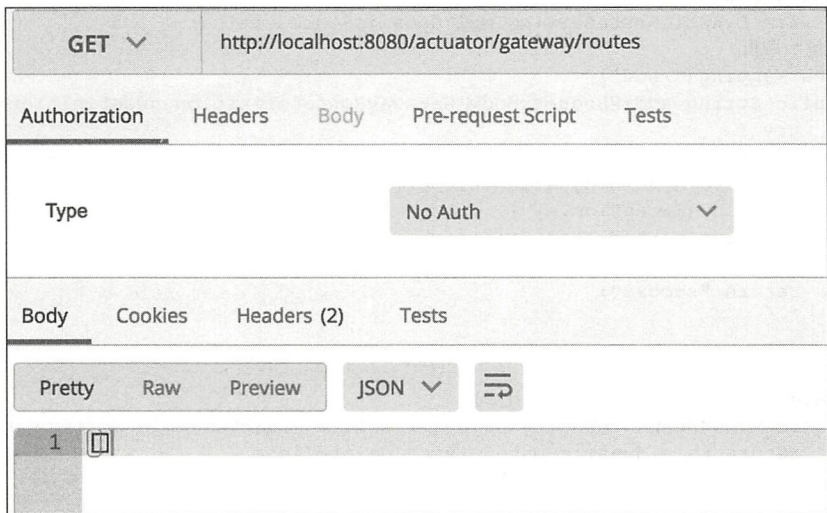 GET http://localhost:8080/actuator/gateway/routes
Authorization Headers Body Pre-request Script Tests
Type No Auth
Body Cookies Headers (2) Tests
Pretty Raw Preview JSON
1 []